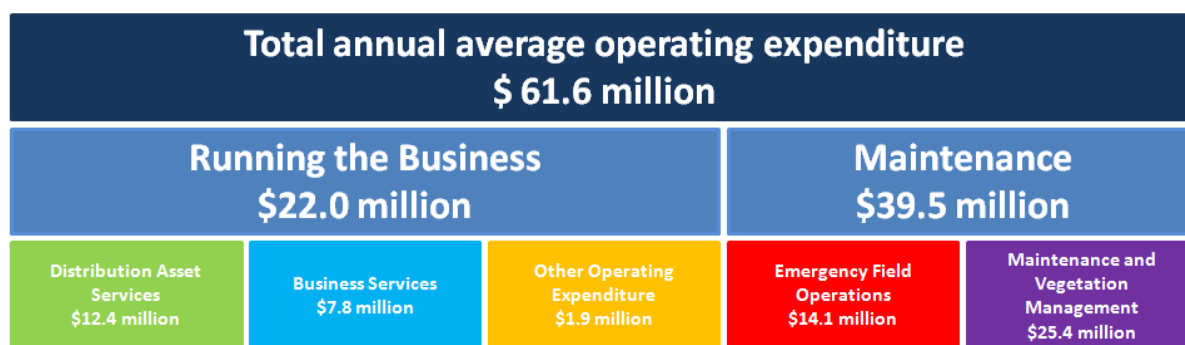 Total annual average operating expenditure
$ 61.6 million
Running the Business
$22.0 million
Maintenance
$39.5 million
Distribution Asset
Services
$12.4 million
Business Services
$7.8 million
Other Operating
Expenditure
$1.9 million
Emergency Field
Operations
$14.1 million
Maintenance and
Vegetation
Management
$25.4 million